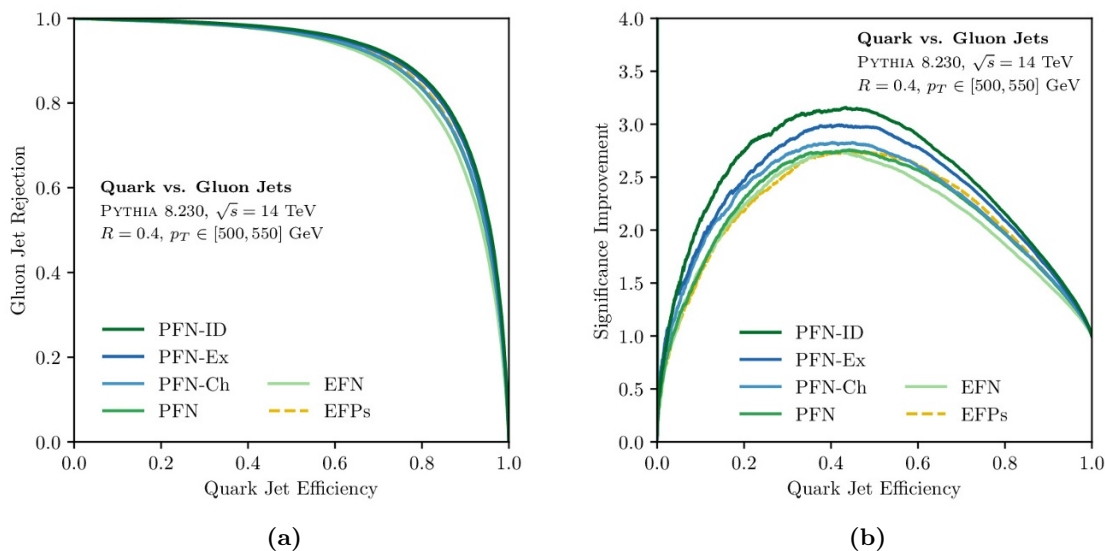 1.0
0.8
0.6
0.4
0.2
0.0
Gluon Jet Rejection
Quark vs. Gluon Jets
PYTHIA 8.230, √s = 14 TeV
R = 0.4, p_T ∈ [500, 550] GeV
PFN-ID
PFN-Ex
PFN-Ch
PFN
EFN
EFPs
0.0 0.2 0.4 0.6 0.8 1.0
Quark Jet Efficiency
(a)
4.0
3.5
3.0
2.5
2.0
1.5
1.0
0.5
0.0
Significance Improvement
Quark vs. Gluon Jets
PYTHIA 8.230, √s = 14 TeV
R = 0.4, p_T ∈ [500, 550] GeV
PFN-ID
PFN-Ex
PFN-Ch
PFN
EFN
EFPs
0.0 0.2 0.4 0.6 0.8 1.0
Quark Jet Efficiency
(b)